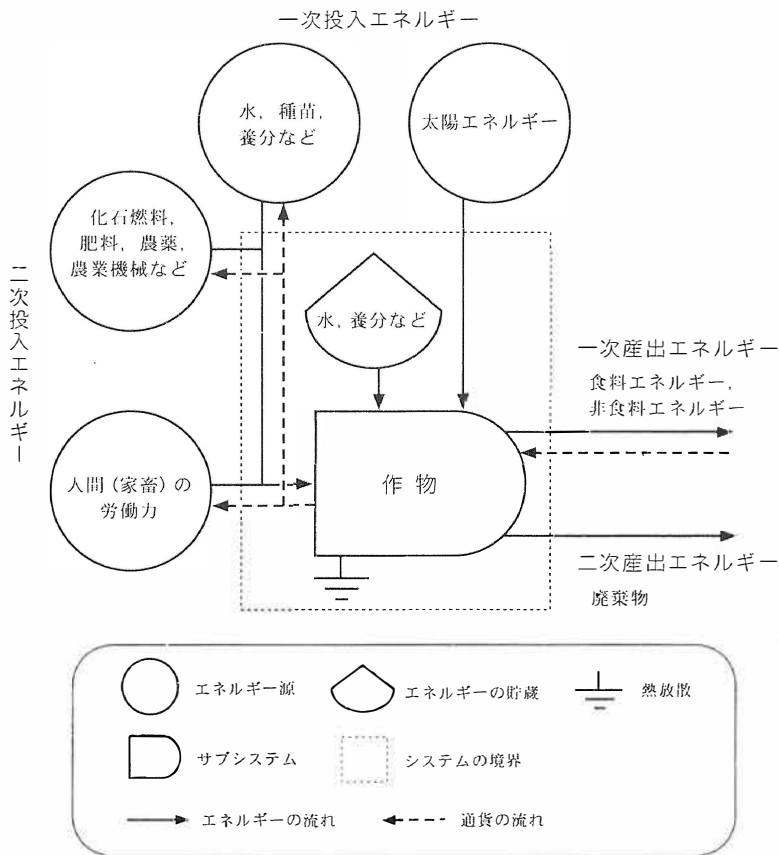 一次投入エネルギー
水, 種苗,
養分など
太陽エネルギー
化石燃料,
肥料, 農薬,
農業機械など
二次投入エネルギー
水, 養分など
一次産出エネルギー
食料エネルギー,
非食料エネルギー
人間(家畜)の
労働力
作物
二次産出エネルギー
廃棄物
エネルギー源
エネルギーの貯蔵
熱放散
サブシステム
システムの境界
エネルギーの流れ
通貨の流れ